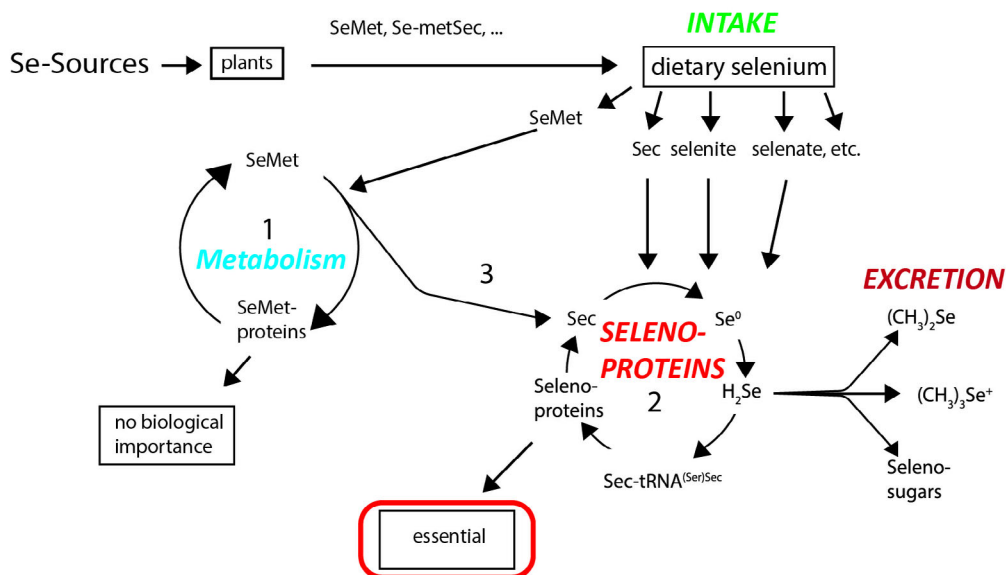 SeMet, Se-metSec, ...
INTAKE
Se-Sources
plants
dietary selenium
SeMet
Sec selenite selenate, etc.
SeMet
1
Metabolism
3
EXCRETION
SeMet-
proteins
Sec
SELENO-
PROTEINS
2
Se⁰
(CH₃)₂Se
H₂Se
(CH₃)₃Se⁺
Seleno-
proteins
no biological
importance
Sec-tRNA⁽ˢᵉʳ⁾ˢᵉᶜ
Seleno-
sugars
essential